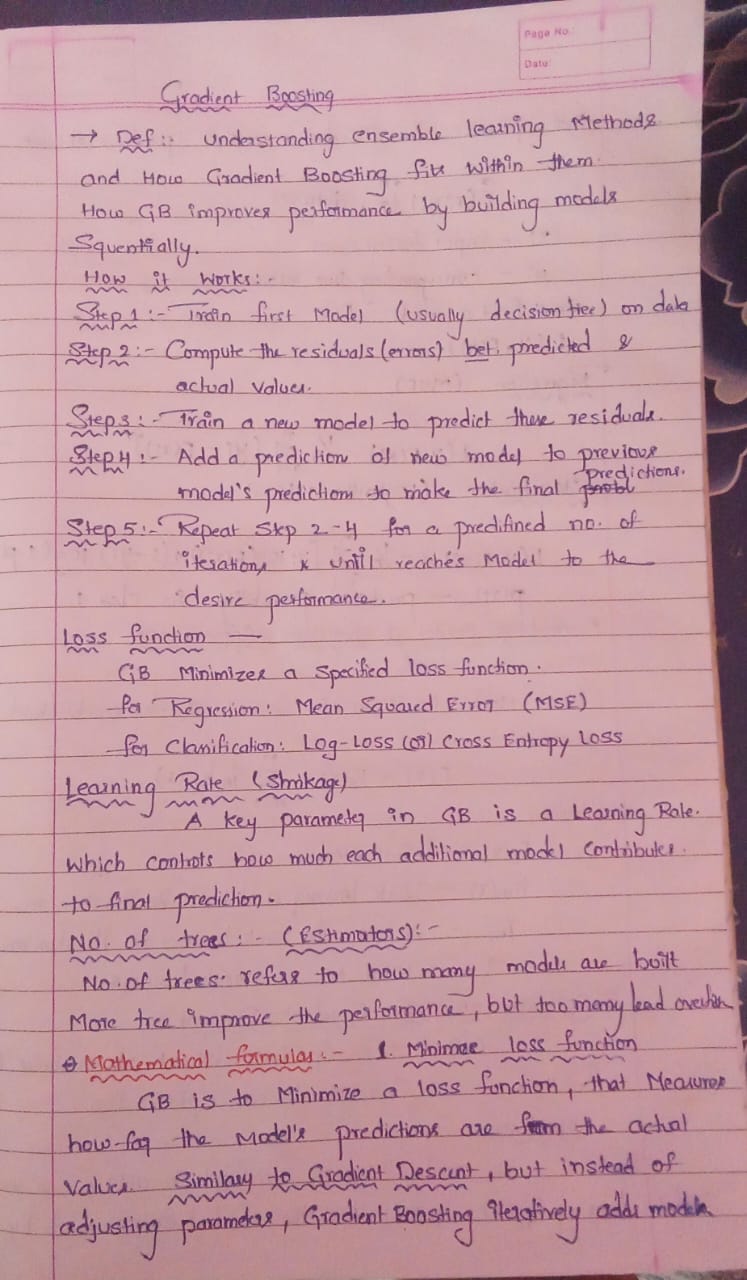 Page No.:
Date:
Gradient Boosting
→ Def:- Understanding ensemble learning Methods
and How Gradient Boosting fits within them.
How GB improves performance by building models
Squentially.
How it Works:-
Step 1:- Train first Model (usually decision tree) on data
Step 2:- Compute the residuals (errors) bet. predicted &
actual values.
Step 3:- Train a new model to predict these residuals.
Step 4:- Add a prediction of new model to previous
model's prediction to make the final predictions.
Step 5:- Repeat Step 2-4 for a predifined no. of
iterations, until reaches Model to the
desire performance.
Loss function —
GB Minimizes a specified loss function.
for Regression: Mean Squared Error (MSE)
for Classification: Log-Loss (or) Cross Entropy Loss
Learning Rate (Shrikage)
A key parameter in GB is a Learning Rate.
which controls how much each additional model contributes.
to final prediction.
No. of trees:- (Estimators):-
No. of trees. refers to how many models are built
More tree improve the performance, but too many lead
Mathematical formulas:- 1. loss function
GB is to Minimize a loss function, that Measures
how-far the Model's predictions are from the actual
values. Similary to Gradient Descent, but instead of
adjusting parameters, Gradient Boosting iteratively adds models